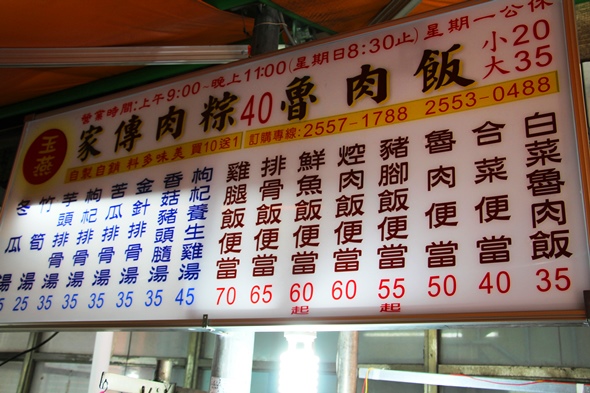 營業時間:上午9:00~晚上11:00(星期日8:30止)星期一公休
玉燕
家傳肉粽40魯肉飯 小20
大35
自製自銷 料多味美 買10送1 訂購專線:2557-1788 2553-0488
白菜魯肉飯 35
合菜便當 40
魯肉便當 50
豬腳飯便當 55起
焢肉飯便當 60
鮮魚飯便當 60起
排骨飯便當 65
雞腿飯便當 70
枸杞養生雞湯 45
香菇豬頭髓湯 35
金針排骨湯 35
苦瓜排骨湯 35
枸杞排骨湯 35
芋頭排骨湯 35
竹筍湯 25
冬瓜湯